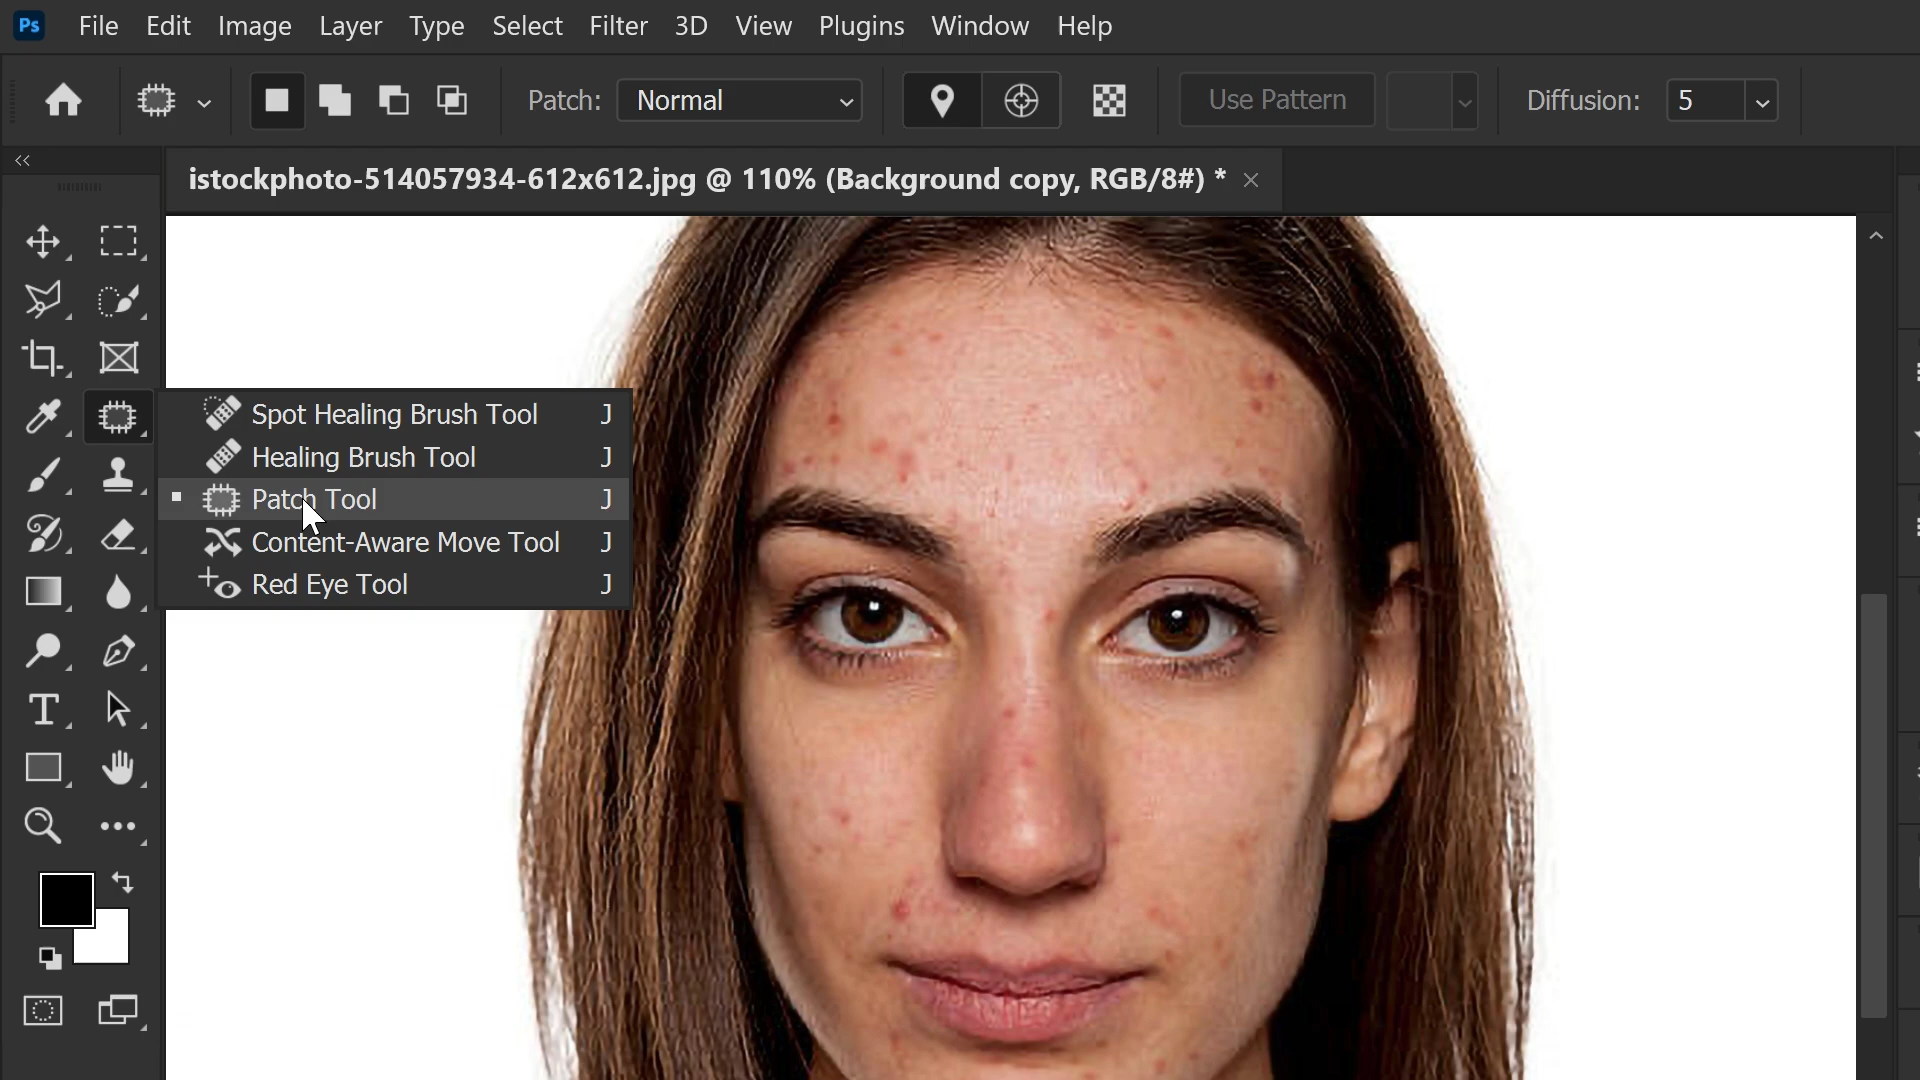 Ps File Edit Image Layer Type Select Filter 3D View Plugins Window Help
Patch: Normal Use Pattern Diffusion: 5
istockphoto-514057934-612x612.jpg @ 110% (Background copy, RGB/8#) *
Spot Healing Brush Tool J
Healing Brush Tool J
Patch Tool J
Content-Aware Move Tool J
Red Eye Tool J